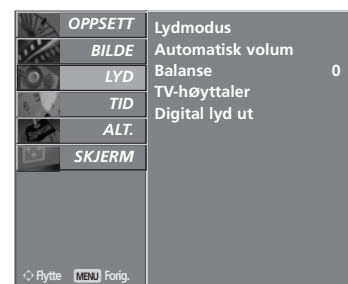 OPPSETT
BILDE
LYD
TID
ALT.
SKJERM
Lydmodus
Automatisk volum
Balanse 0
TV-høyttaler
Digital lyd ut
Flytte MENU Forig.